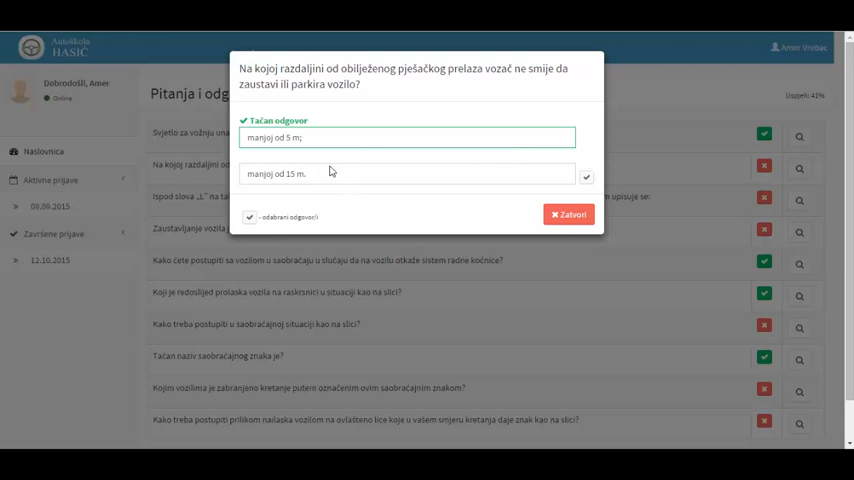 Autoškola
HASIĆ
Amer Vrebac
Dobrodošli, Amer
Online
Naslovnica
Aktivne prijave
09.09.2015
Završene prijave
12.10.2015
Pitanja i odg
Uspjeh: 41%
Na kojoj razdaljini od obilježenog pješačkog prelaza vozač ne smije da
zaustavi ili parkira vozilo?
Tačan odgovor
manjoj od 5 m;
manjoj od 15 m.
- odabrani odgovor/i
Zatvori
Svjetlo za vožnju una
Na kojoj razdaljini od
Ispod slova „L" na ta
m upisuje se:
Zaustavljanje vozila j
Kako ćete postupiti sa vozilom u saobraćaju u slučaju da na vozilu otkaže sistem radne kočnice?
Koji je redoslijed prolaska vozila na raskrsnici u situaciji kao na slici?
Kako treba postupiti u saobraćajnoj situaciji kao na slici?
Tačan naziv saobraćajnog znaka je?
Kojim vozilima je zabranjeno kretanje putem označenim ovim saobraćajnim znakom?
Kako treba postupiti prilikom nailaska vozilom na ovlašteno lice koje u vašem smjeru kretanja daje znak kao na slici?